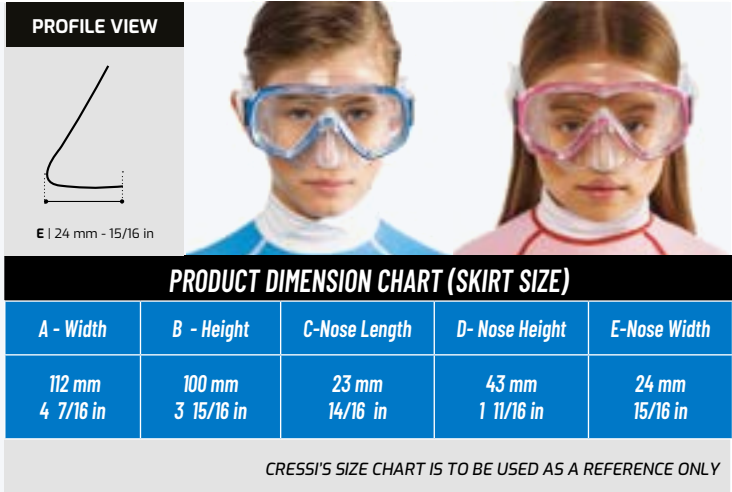 PROFILE VIEW
E | 24 mm - 15/16 in
PRODUCT DIMENSION CHART (SKIRT SIZE)
A - Width
B - Height
C-Nose Length
D- Nose Height
E-Nose Width
112 mm
4 7/16 in
100 mm
3 15/16 in
23 mm
14/16 in
43 mm
1 11/16 in
24 mm
15/16 in
CRESSI'S SIZE CHART IS TO BE USED AS A REFERENCE ONLY